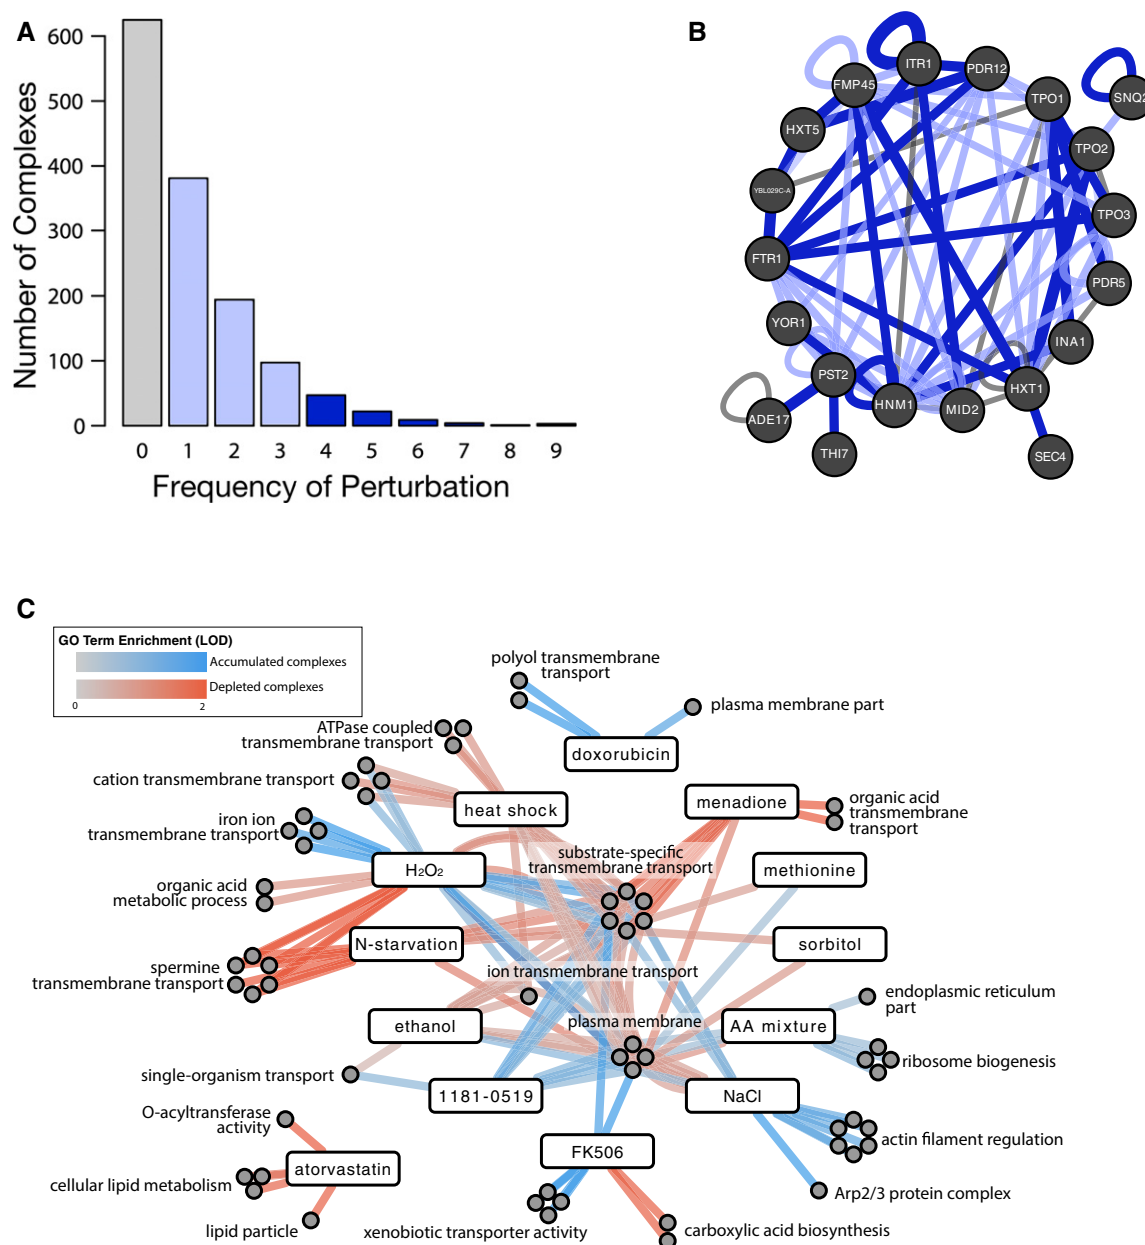 A
600
500
400
300
200
100
0
Number of Complexes
0 1 2 3 4 5 6 7 8 9
Frequency of Perturbation
B
ITR1
PDR12
FMP45
TPO1
SNQ2
HXT5
TPO2
YBL029C-A
TPO3
FTR1
PDR5
YOR1
INA1
PST2
HXT1
HNM1
MID2
ADE17
THI7
SEC4
C
GO Term Enrichment (LOD)
Accumulated complexes
Depleted complexes
0 2
polyol transmembrane
transport
plasma membrane part
doxorubicin
ATPase coupled
transmembrane transport
cation transmembrane transport
heat shock
menadione
organic acid
transmembrane
transport
iron ion
transmembrane transport
substrate-specific
transmembrane transport
H2O2
methionine
organic acid
metabolic process
N-starvation
sorbitol
spermine
transmembrane transport
ion transmembrane transport
endoplasmic reticulum
part
ethanol
plasma membrane
AA mixture
ribosome biogenesis
single-organism transport
1181-0519
NaCl
O-acyltransferase
activity
actin filament regulation
FK506
atorvastatin
cellular lipid metabolism
Arp2/3 protein complex
lipid particle
xenobiotic transporter activity
carboxylic acid biosynthesis